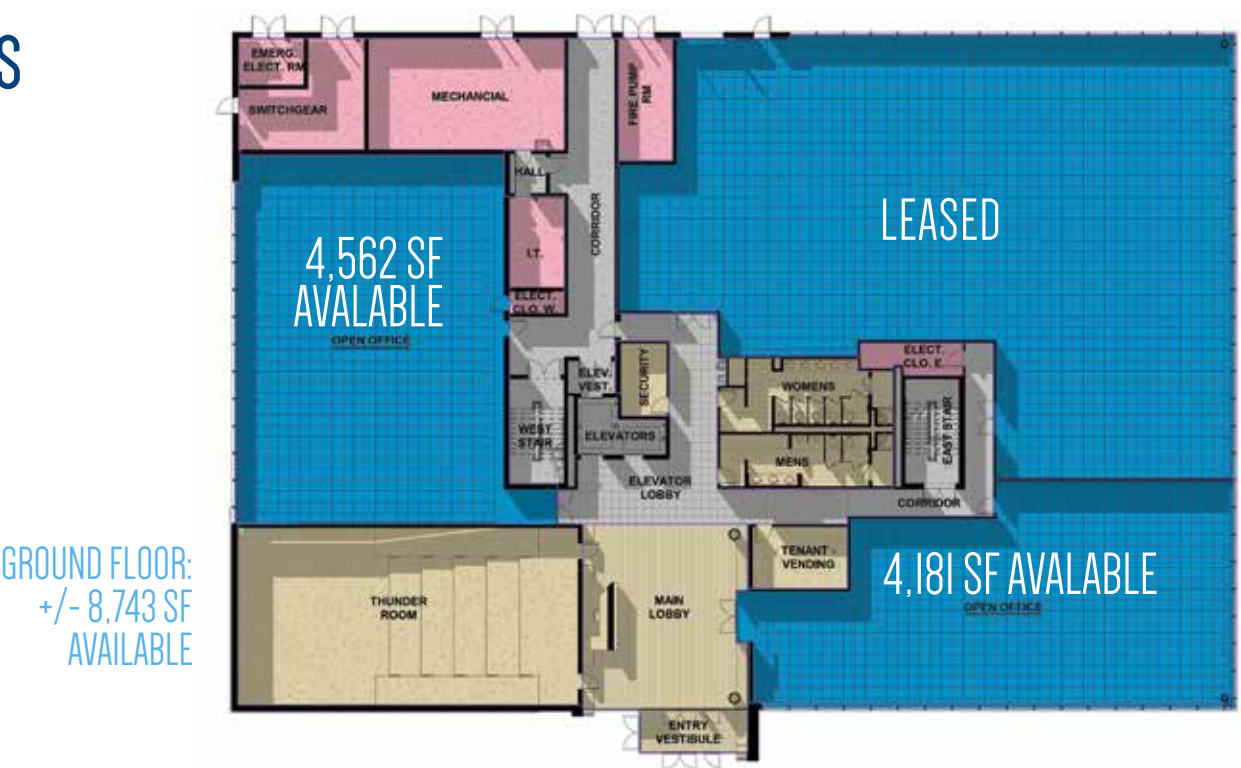 S
EMERG.
ELECT. RM
SWITCHGEAR
MECHANCIAL
FIRE PUMP
RM
HALL
CORRIDOR
I.T.
ELECT.
CLO. W.
4,562 SF
AVALABLE
OPEN OFFICE
LEASED
ELEV.
VEST.
SECURITY
ELECT.
CLO. E.
WOMENS
WEST
STAIR
ELEVATORS
EAST STAIR
MENS
ELEVATOR
LOBBY
CORRIDOR
GROUND FLOOR:
+/- 8,743 SF
AVAILABLE
THUNDER
ROOM
MAIN
LOBBY
TENANT -
VENDING
4,181 SF AVALABLE
OPEN OFFICE
ENTRY
VESTIBULE